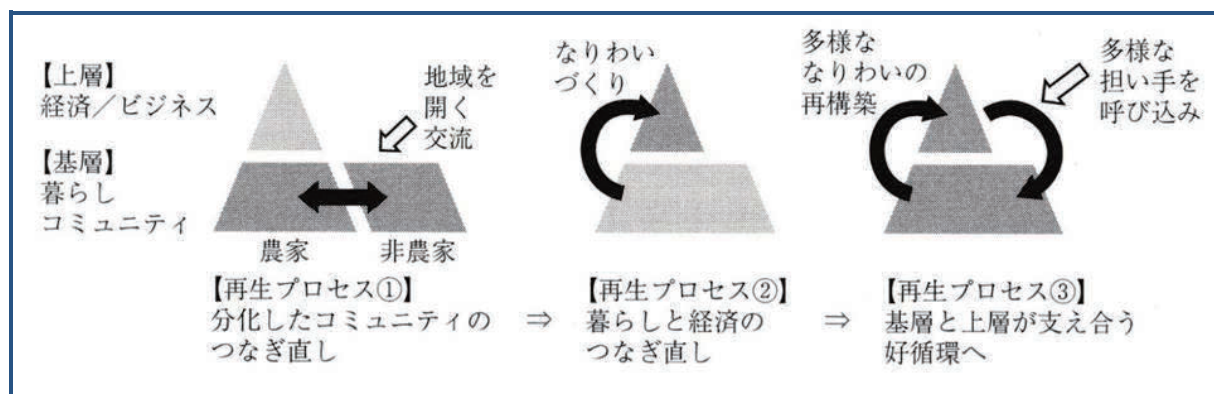 【上層】
経済／ビジネス
【基層】
暮らし
コミュニティ
地域を
開く
交流
農家
非農家
【再生プロセス①】
分化したコミュニティの
つなぎ直し
⇒
なりわい
づくり
【再生プロセス②】
暮らしと経済の
つなぎ直し
⇒
多様な
なりわいの
再構築
多様な
担い手を
呼び込み
【再生プロセス③】
基層と上層が支え合う
好循環へ